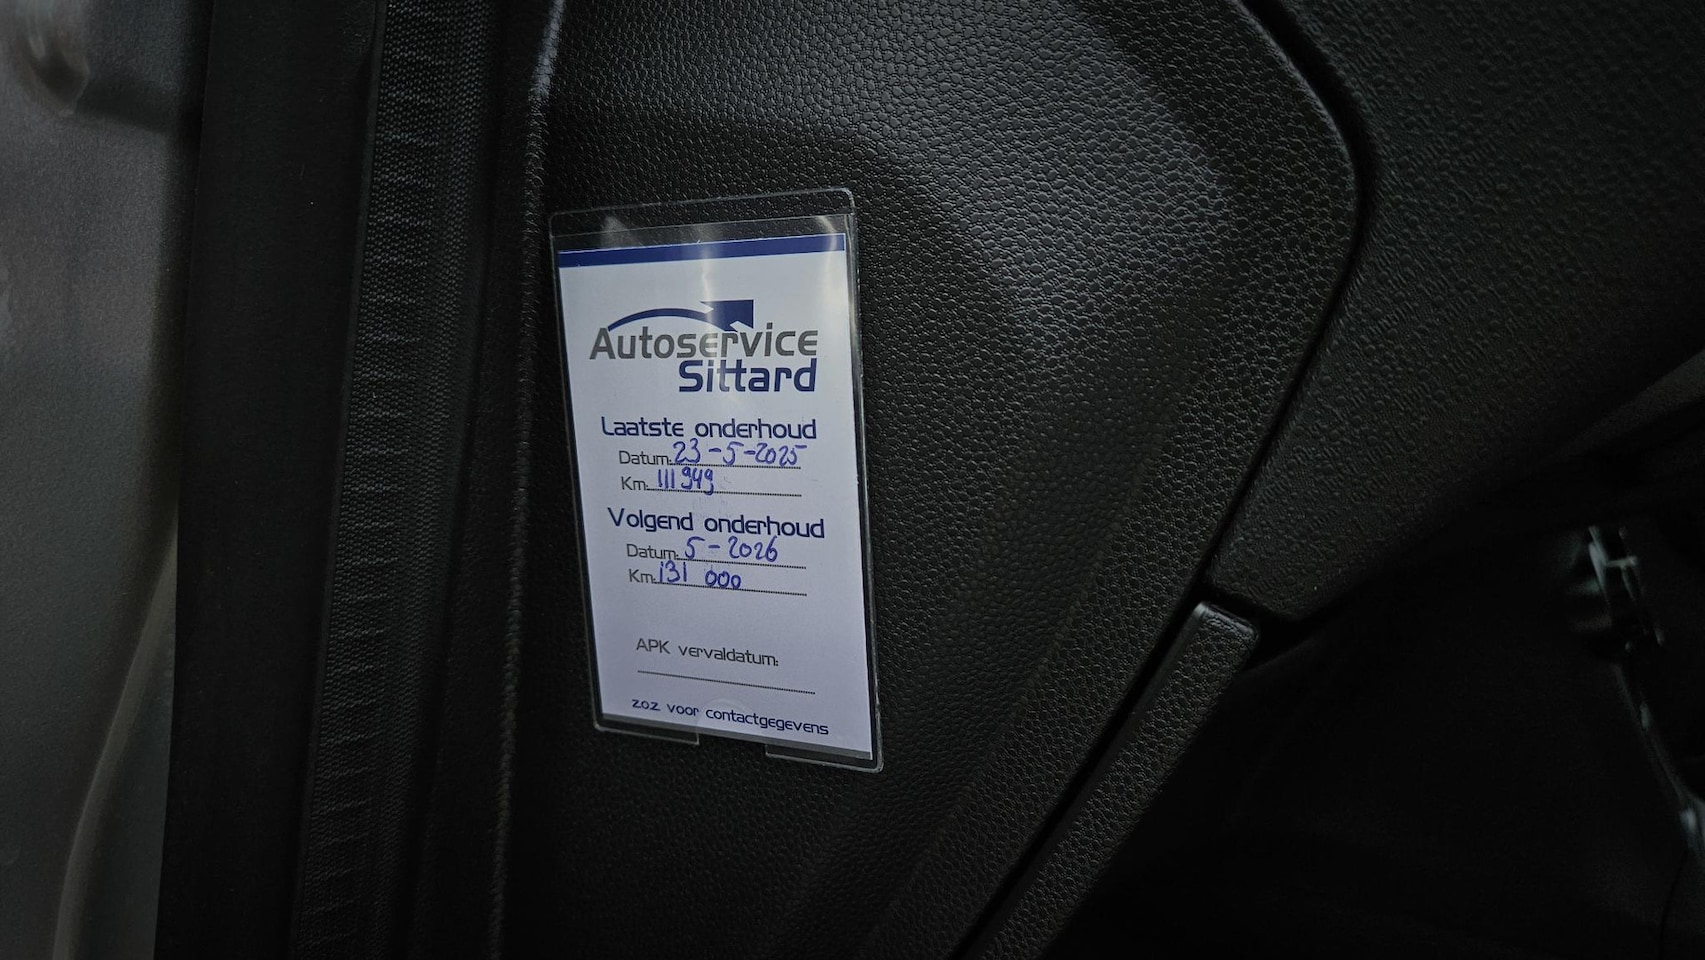 Autoservice
Sittard
Laatste onderhoud
Datum: 23-5-2025
Km: 111949
Volgend onderhoud
Datum: 5-2026
Km: 131 000
APK vervaldatum:
z.o.z. voor contactgegevens